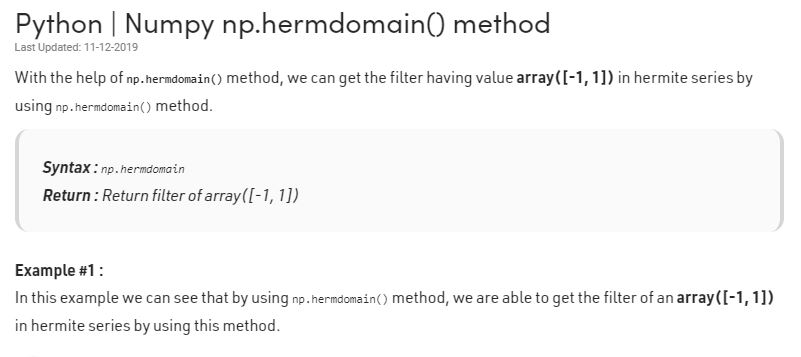 Python | Numpy np.hermdomain() method
Last Updated: 11-12-2019
With the help of np.hermdomain() method, we can get the filter having value array([-1, 1]) in hermite series by
using np.hermdomain() method.
Syntax : np.hermdomain
Return : Return filter of array([-1, 1])
Example #1 :
In this example we can see that by using np.hermdomain() method, we are able to get the filter of an array([-1, 1])
in hermite series by using this method.